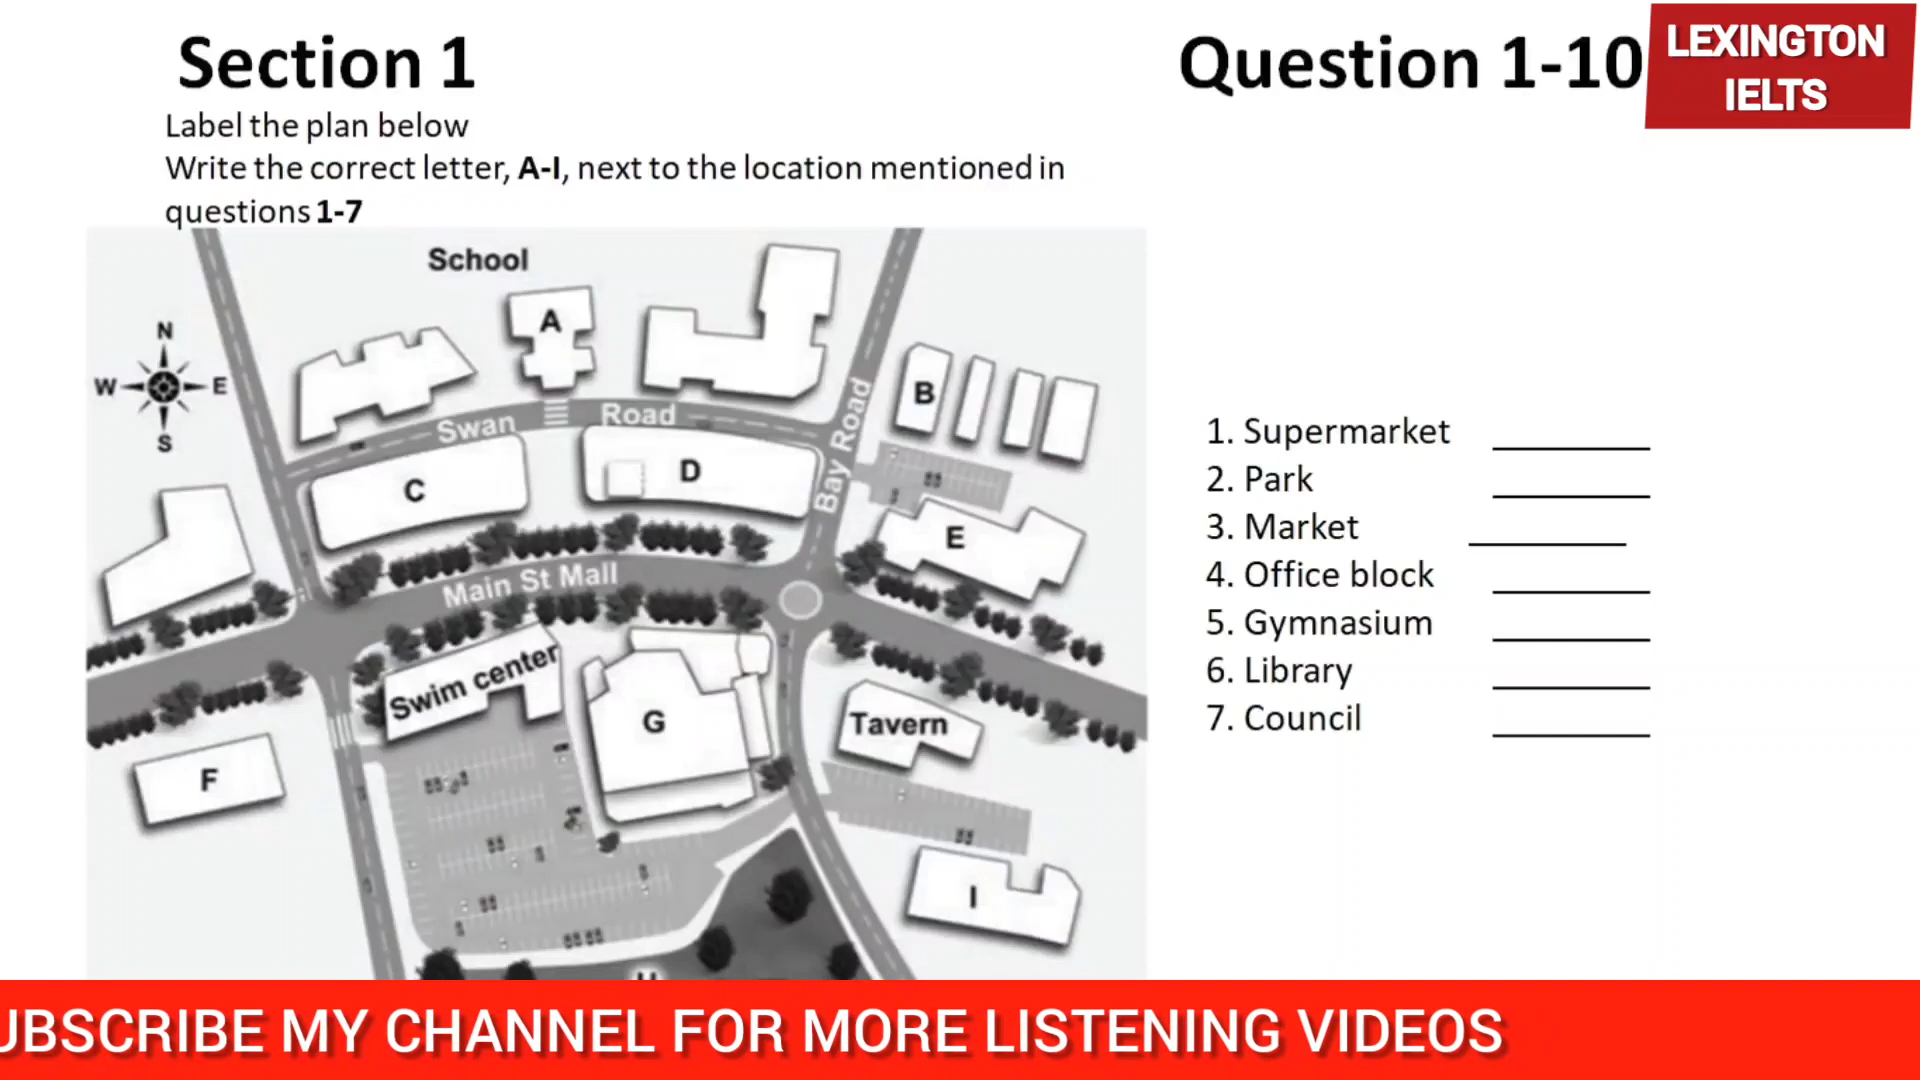 Section 1
Question 1-10
LEXINGTON
IELTS
Label the plan below
Write the correct letter, A-I, next to the location mentioned in
questions 1-7
School
A
N
W E
S
B
Swan Road
Bay Road
C
D
E
Main St Mall
Swim center
G
Tavern
F
I
1. Supermarket
2. Park
3. Market
4. Office block
5. Gymnasium
6. Library
7. Council
UBSCRIBE MY CHANNEL FOR MORE LISTENING VIDEOS